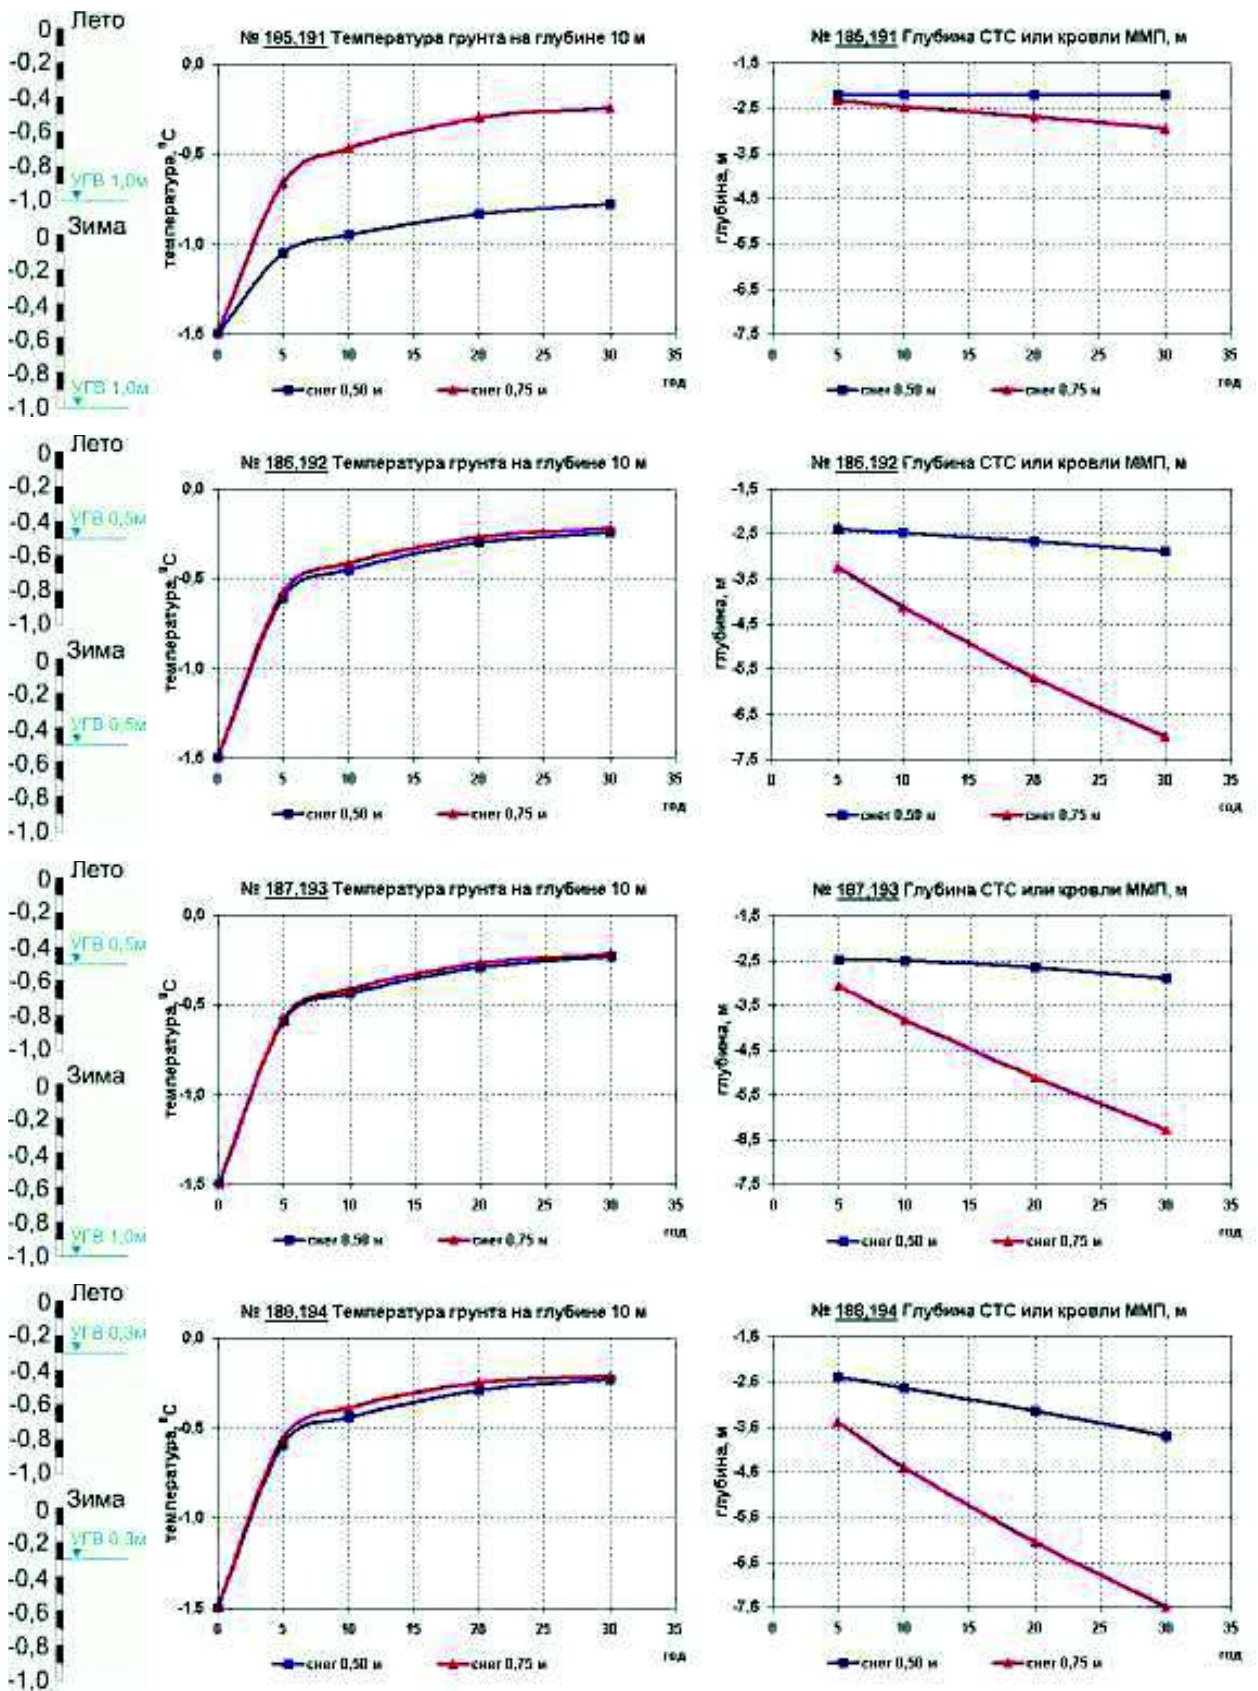 Лето
0
-0,2
-0,4
-0,6
-0,8
УГВ 1,0м
-1,0
Зима
0
-0,2
-0,4
-0,6
-0,8
УГВ 1,0м
-1,0
№ 185,191 Температура грунта на глубине 10 м
температура, °С
0,0
-0,5
-1,0
-1,5
0 5 10 15 20 25 30 35
год
снег 0,50 м снег 0,75 м
№ 185,191 Глубина СТС или кровли ММП, м
глубина, м
-1,5
-2,5
-3,5
-4,5
-5,5
-6,5
-7,5
0 5 10 15 20 25 30 35
год
снег 0,50 м снег 0,75 м
Лето
0
-0,2
-0,4
УГВ 0,5м
-0,6
-0,8
-1,0
Зима
0
-0,2
-0,4
УГВ 0,5м
-0,6
-0,8
-1,0
№ 186,192 Температура грунта на глубине 10 м
температура, °С
0,0
-0,5
-1,0
-1,5
0 5 10 15 20 25 30 35
год
снег 0,50 м снег 0,75 м
№ 186,192 Глубина СТС или кровли ММП, м
глубина, м
-1,5
-2,5
-3,5
-4,5
-5,5
-6,5
-7,5
0 5 10 15 20 25 30 35
год
снег 0,50 м снег 0,75 м
Лето
0
-0,2
-0,4
УГВ 0,5м
-0,6
-0,8
-1,0
Зима
0
-0,2
-0,4
-0,6
-0,8
УГВ 1,0м
-1,0
№ 187,193 Температура грунта на глубине 10 м
температура, °С
0,0
-0,5
-1,0
-1,5
0 5 10 15 20 25 30 35
год
снег 0,50 м снег 0,75 м
№ 187,193 Глубина СТС или кровли ММП, м
глубина, м
-1,5
-2,5
-3,5
-4,5
-5,5
-6,5
-7,5
0 5 10 15 20 25 30 35
год
снег 0,50 м снег 0,75 м
Лето
0
УГВ 0,3м
-0,2
-0,4
-0,6
-0,8
-1,0
Зима
0
УГВ 0,3м
-0,2
-0,4
-0,6
-0,8
-1,0
№ 188,194 Температура грунта на глубине 10 м
температура, °С
0,0
-0,5
-1,0
-1,5
0 5 10 15 20 25 30 35
год
снег 0,50 м снег 0,75 м
№ 188,194 Глубина СТС или кровли ММП, м
глубина, м
-1,6
-2,6
-3,6
-4,6
-5,6
-6,6
-7,6
0 5 10 15 20 25 30 35
год
снег 0,50 м снег 0,75 м